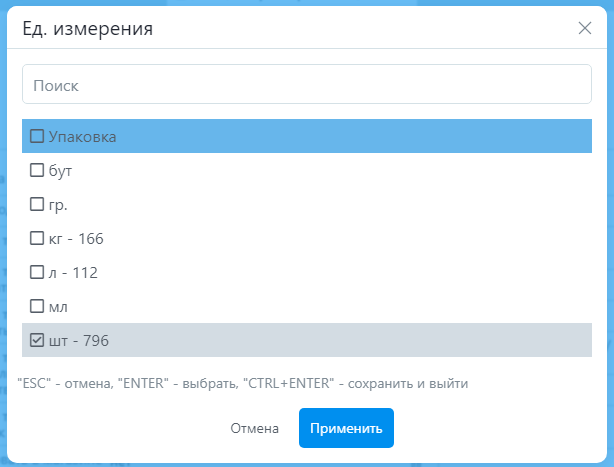 Ед. измерения
Поиск
Упаковка
бут
гр.
кг - 166
л - 112
мл
шт - 796
"ESC" - отмена, "ENTER" - выбрать, "CTRL+ENTER" - сохранить и выйти
Отмена Применить